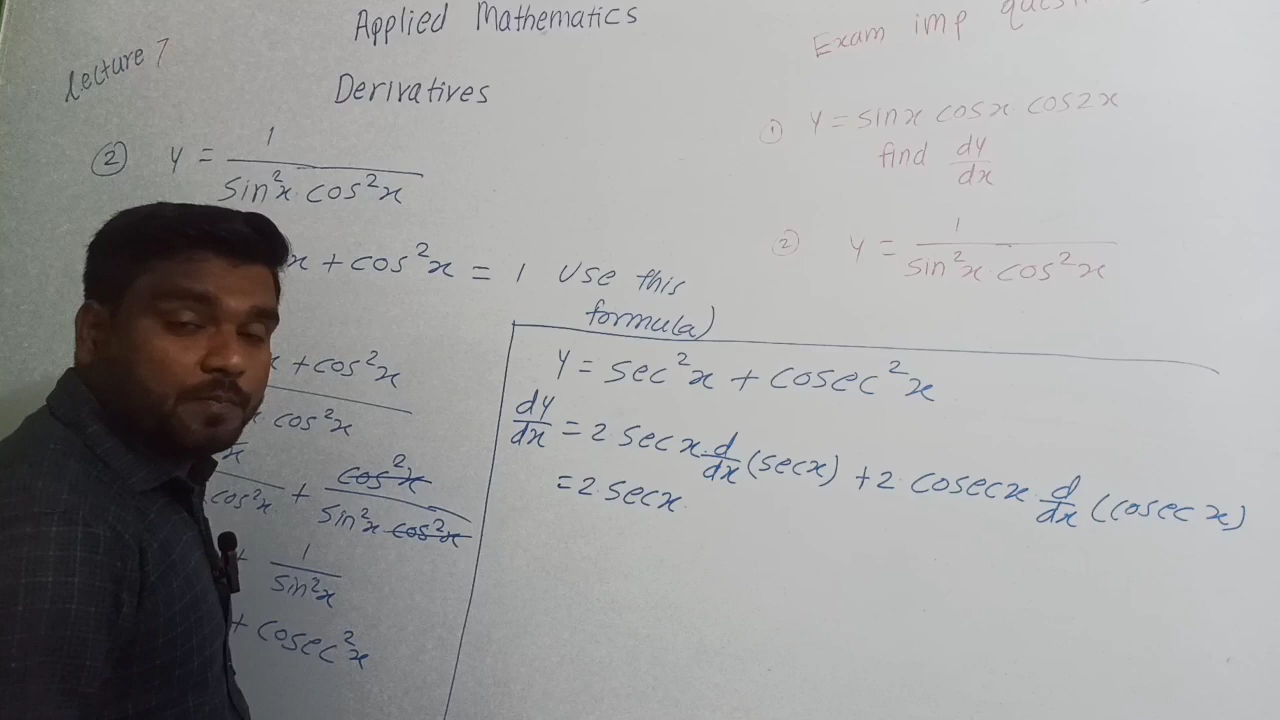 Lecture 7
Applied Mathematics
Derivatives
② y = 1 / sin²x cos²x
x + cos²x = 1 Use this
formula)
+ cos²x
cos²x
x
cos²x + cos²x / sin²x cos²x
+ 1 / sin²x
+ cosec²x
y = sec²x + cosec²x
dy/dx = 2. secx. d/dx (secx) + 2. cosecx. d/dx (cosec x)
= 2. secx.
Exam imp
① y = sinx cosx. cos2x
find dy/dx
② y = 1 / sin²x cos²x